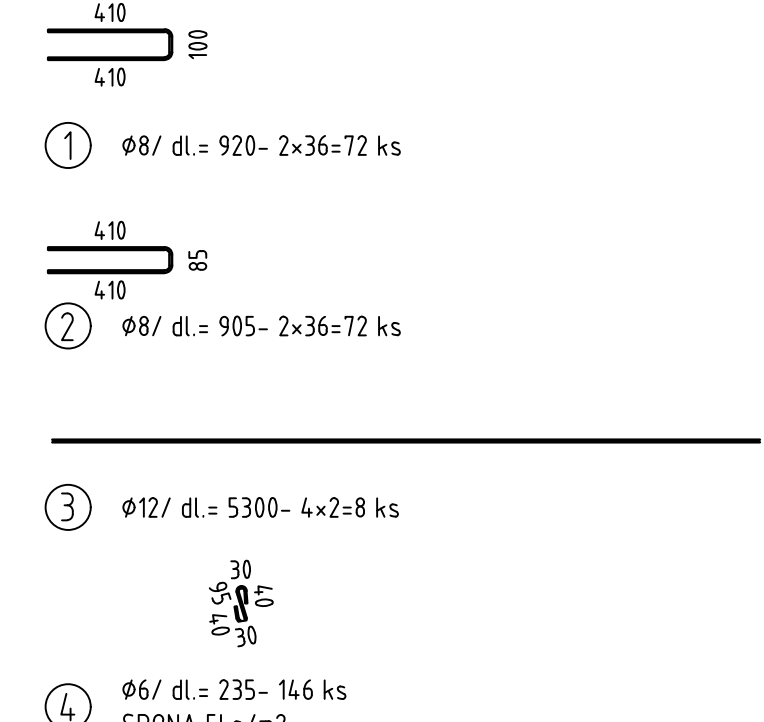 410
100
410
1 Ø8/ dl.= 920- 2×36=72 ks
410
85
410
2 Ø8/ dl.= 905- 2×36=72 ks
3 Ø12/ dl.= 5300- 4×2=8 ks
30
95
40
40
30
4 Ø6/ dl.= 235- 146 ks
SPONA